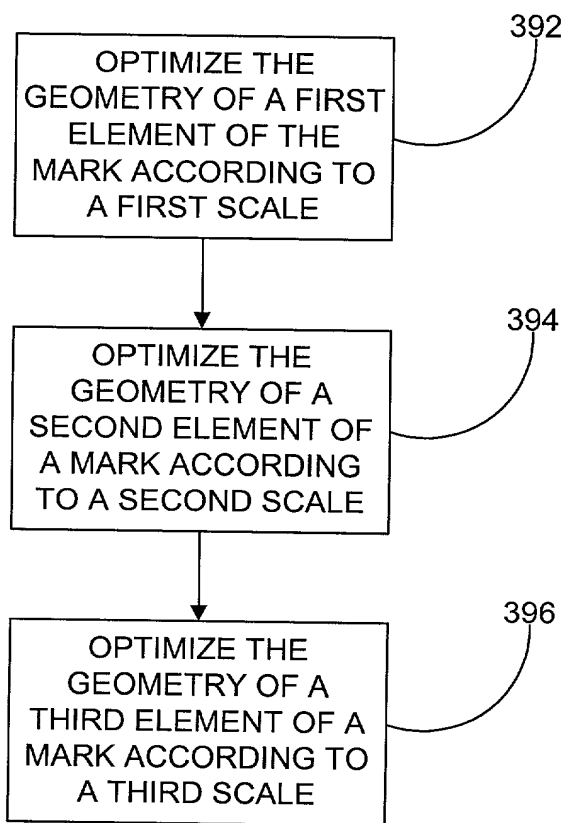 392
OPTIMIZE THE
GEOMETRY OF A FIRST
ELEMENT OF THE
MARK ACCORDING TO
A FIRST SCALE
394
OPTIMIZE THE
GEOMETRY OF A
SECOND ELEMENT OF
A MARK ACCORDING
TO A SECOND SCALE
396
OPTIMIZE THE
GEOMETRY OF A
THIRD ELEMENT OF A
MARK ACCORDING TO
A THIRD SCALE